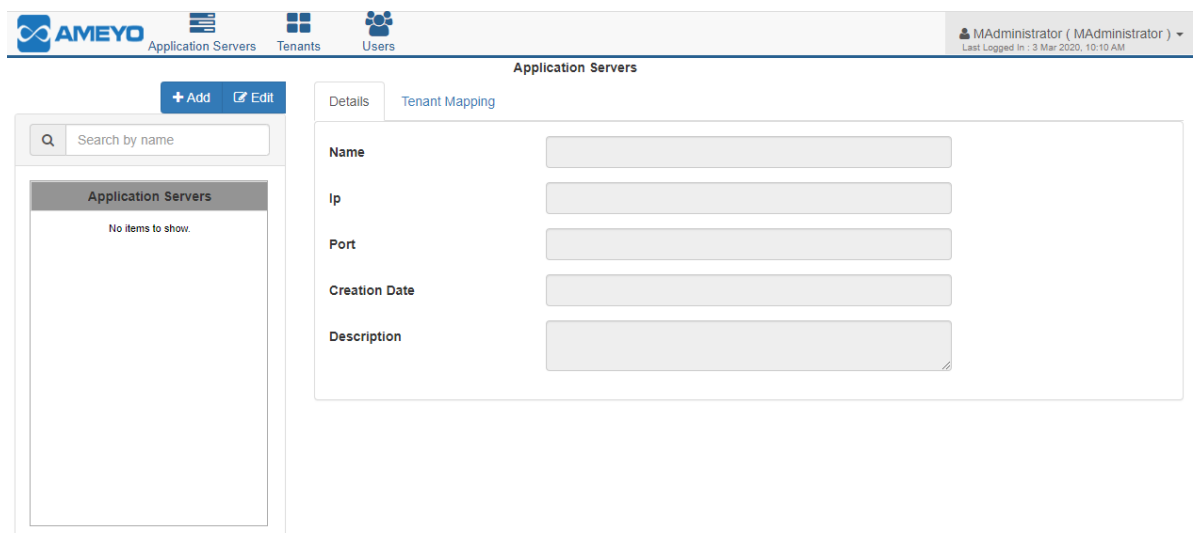 AMEYO
Application Servers
Tenants
Users
MAdministrator ( MAdministrator )
Last Logged In : 3 Mar 2020, 10:10 AM
Application Servers
Add
Edit
Search by name
Application Servers
No items to show.
Details
Tenant Mapping
Name
Ip
Port
Creation Date
Description